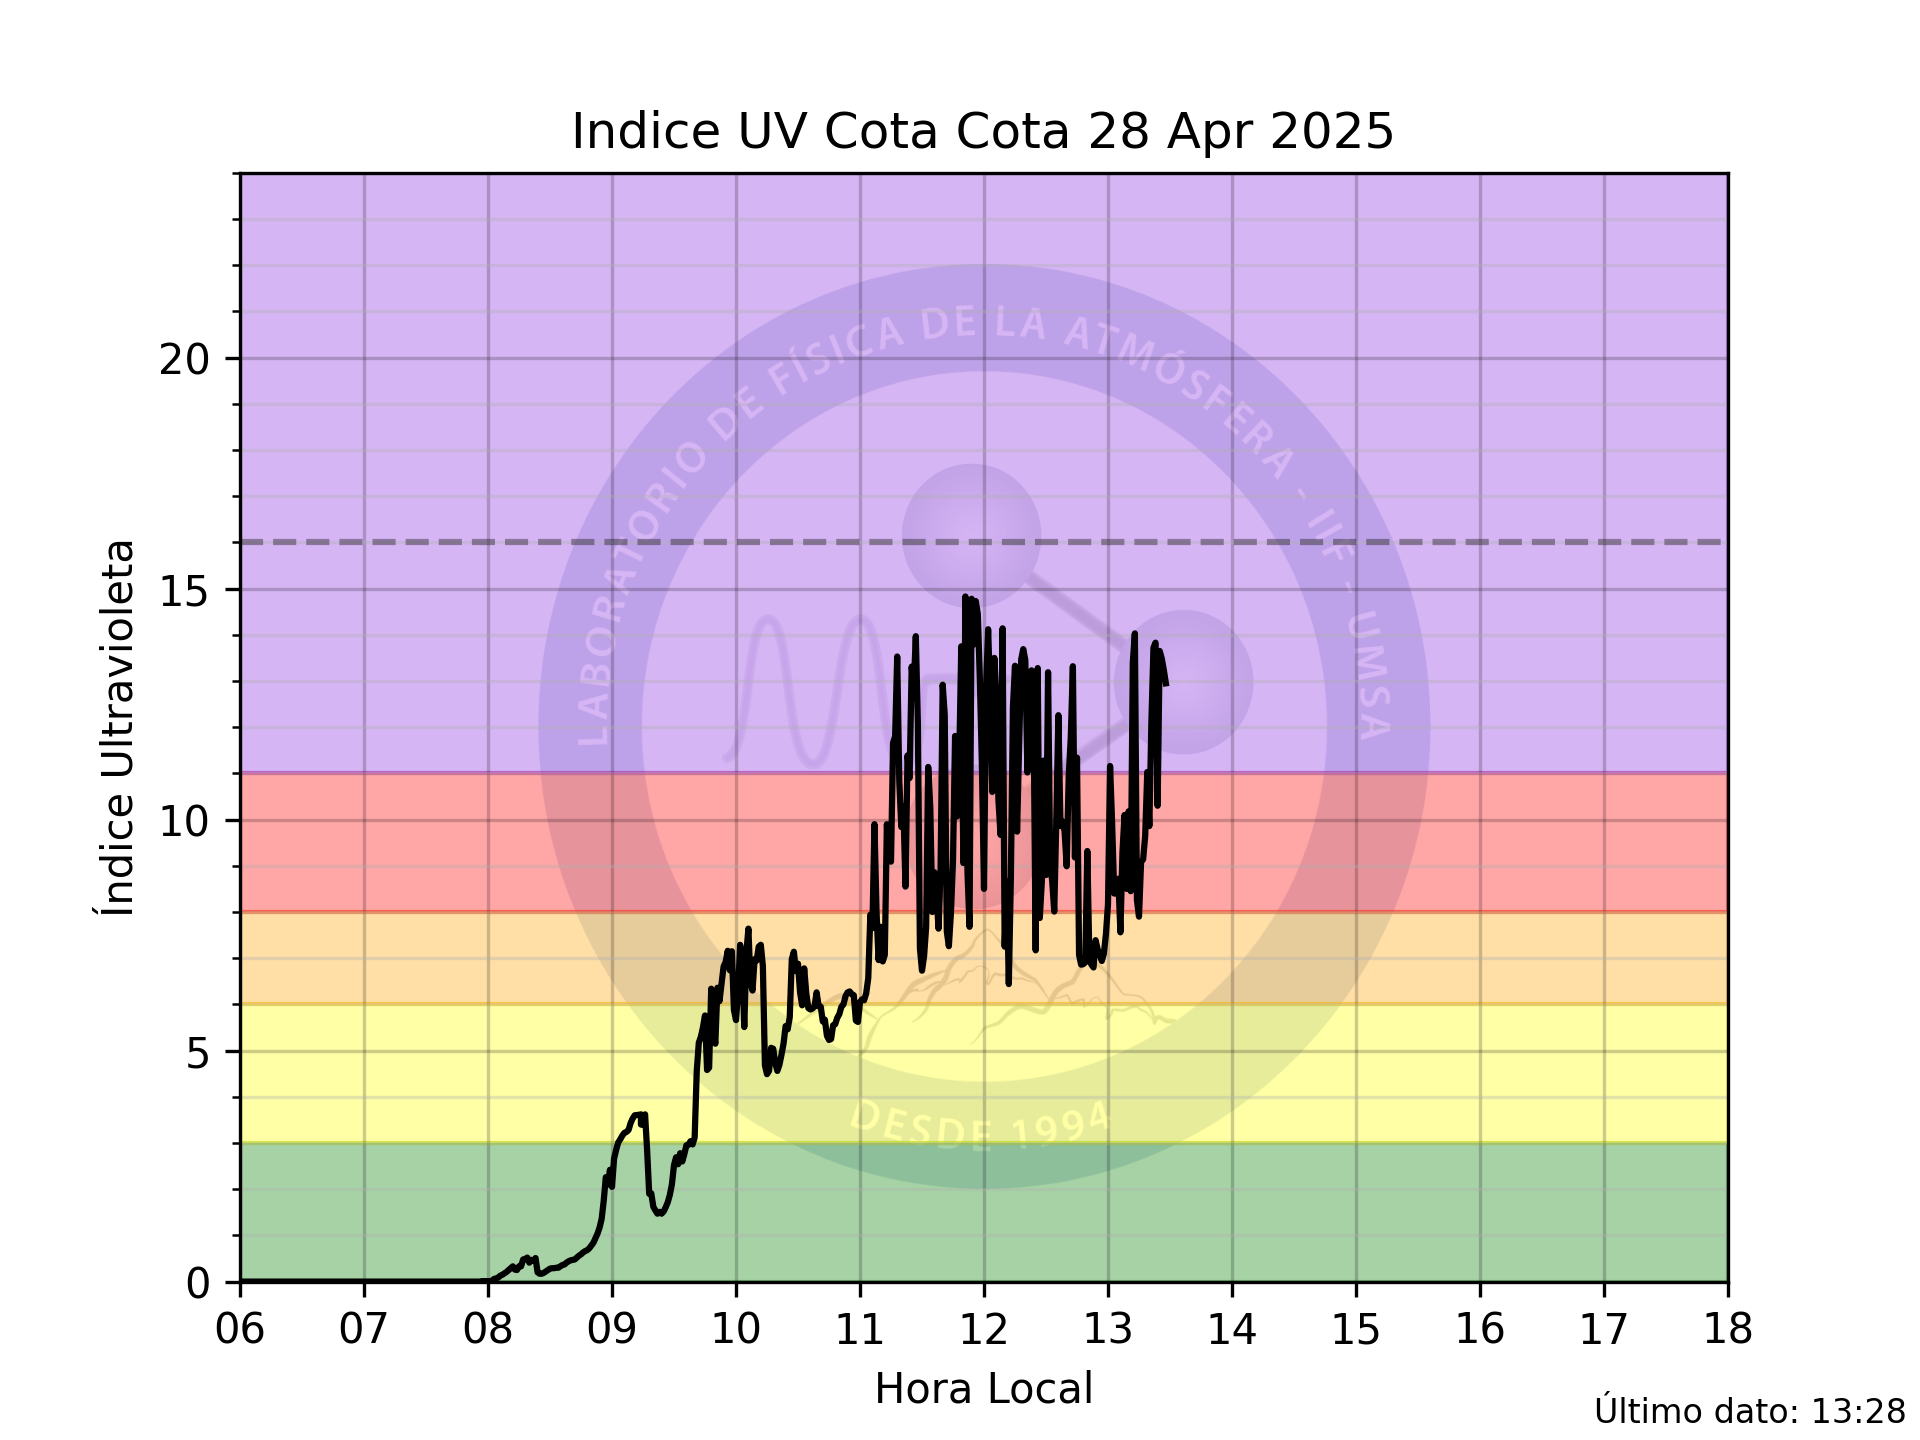 Indice UV Cota Cota 28 Apr 2025
Índice Ultravioleta
20
15
10
5
0
LABORATORIO DE FÍSICA DE LA ATMÓSFERA - IIF - UMSA
DESDE 1994
06 07 08 09 10 11 12 13 14 15 16 17 18
Hora Local
Último dato: 13:28